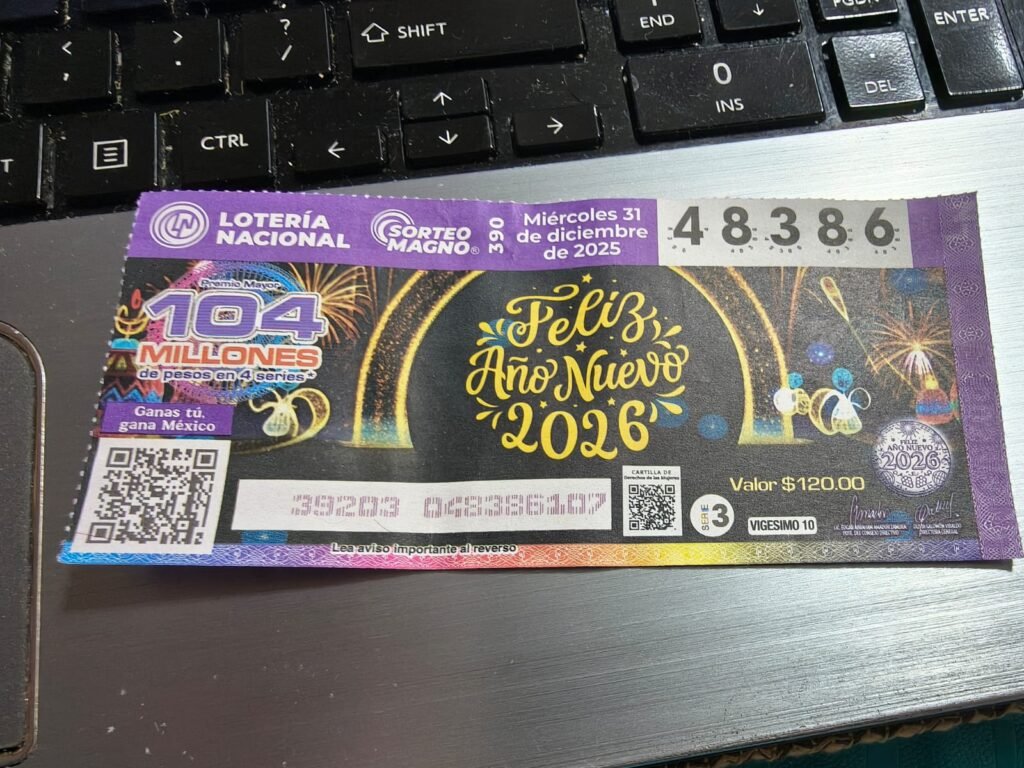 <
,
>
.
?
/
SHIFT
END
↓
PGDN
ENTER
0
INS
.
DEL
CTRL
↑
←
↓
→
LN
LOTERÍA
NACIONAL
SORTEO
MAGNO®
390
Miércoles 31
de diciembre
de 2025
48386
Premio Mayor
104
MILLONES
de pesos en 4 series*
Ganas tú,
gana México
Feliz
Año Nuevo
2026
39203 048386107
Lea aviso importante al reverso
CARTILLA DE
Derechos de las Mujeres
SERIE 3
Valor $120.00
VIGESIMO 10
FELIZ
AÑO NUEVO
2026